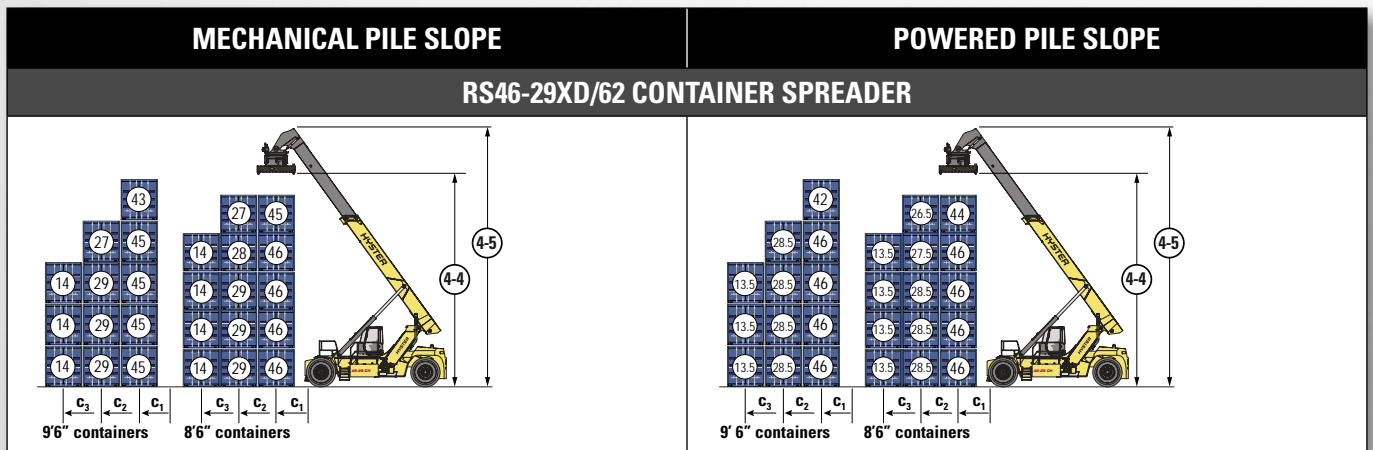 MECHANICAL PILE SLOPE
POWERED PILE SLOPE
RS46-29XD/62 CONTAINER SPREADER
43
27 45
14 29 45
14 29 45
14 29 45
c3 c2 c1
9'6" containers
27 45
14 28 46
14 29 46
14 29 46
14 29 46
c3 c2 c1
8'6" containers
HYSTER
HYSTER
4-4
4-5
42
28.5 46
13.5 28.5 46
13.5 28.5 46
13.5 28.5 46
c3 c2 c1
9' 6" containers
26.5 44
13.5 27.5 46
13.5 28.5 46
13.5 28.5 46
13.5 28.5 46
c3 c2 c1
8'6" containers
HYSTER
HYSTER
4-4
4-5